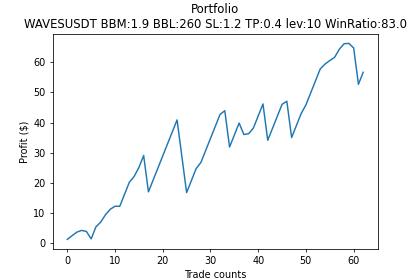 Portfolio
WAVESUSDT BBM:1.9 BBL:260 SL:1.2 TP:0.4 lev:10 WinRatio:83.0
Profit ($)
60
50
40
30
20
10
0
0 10 20 30 40 50 60
Trade counts